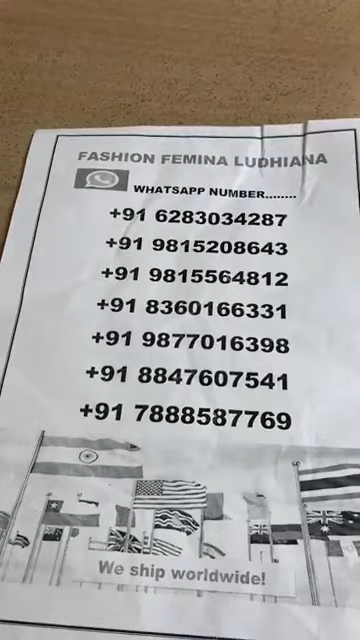 FASHION FEMINA LUDHIANA
WHATSAPP NUMBER........
+91 6283034287
+91 9815208643
+91 9815564812
+91 8360166331
+91 9877016398
+91 8847607541
+91 7888587769
We ship worldwide!